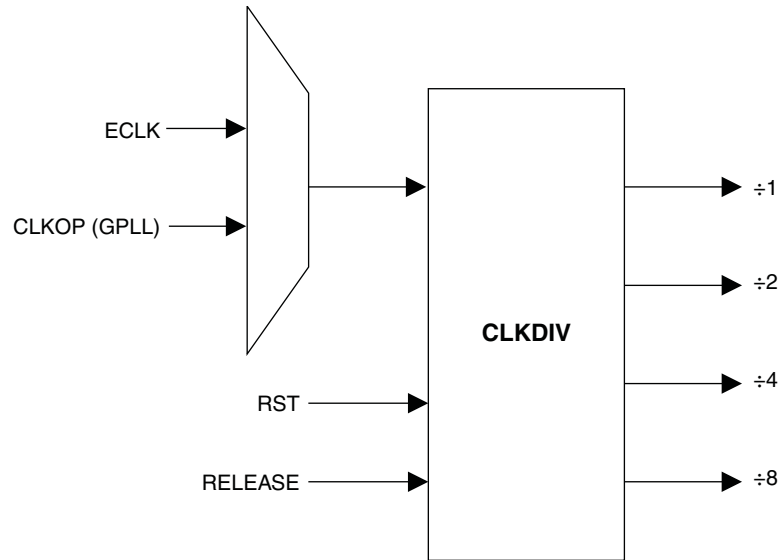 ECLK
CLKOP (GPLL)
RST
RELEASE
CLKDIV
÷1
÷2
÷4
÷8